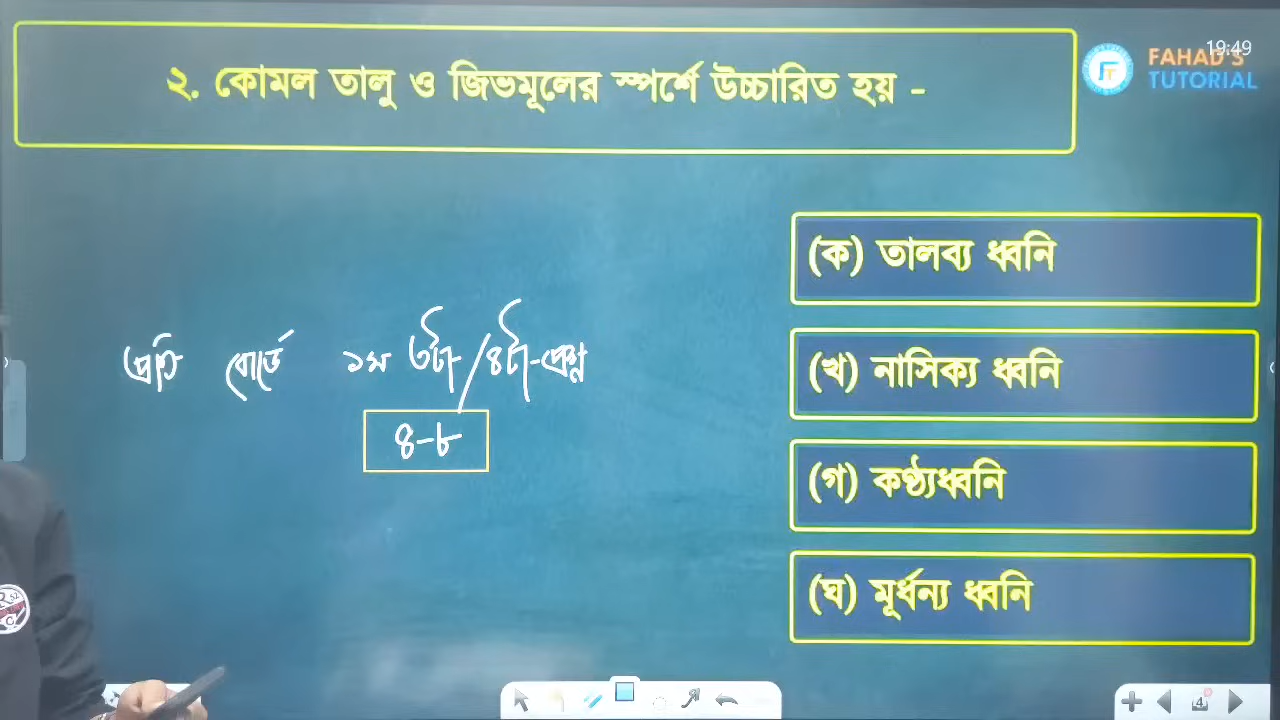 ২. কোমল তালু ও জিভমূলের স্পর্শে উচ্চারিত হয় -
19:49
FAHAD'S
TUTORIAL
(ক) তালব্য ধ্বনি
(খ) নাসিক্য ধ্বনি
(গ) কণ্ঠ্যধ্বনি
(ঘ) মূর্ধন্য ধ্বনি
প্রতি বোর্ডে ১ম ৩টা/৪টা-প্রশ্ন
৪-৮
4